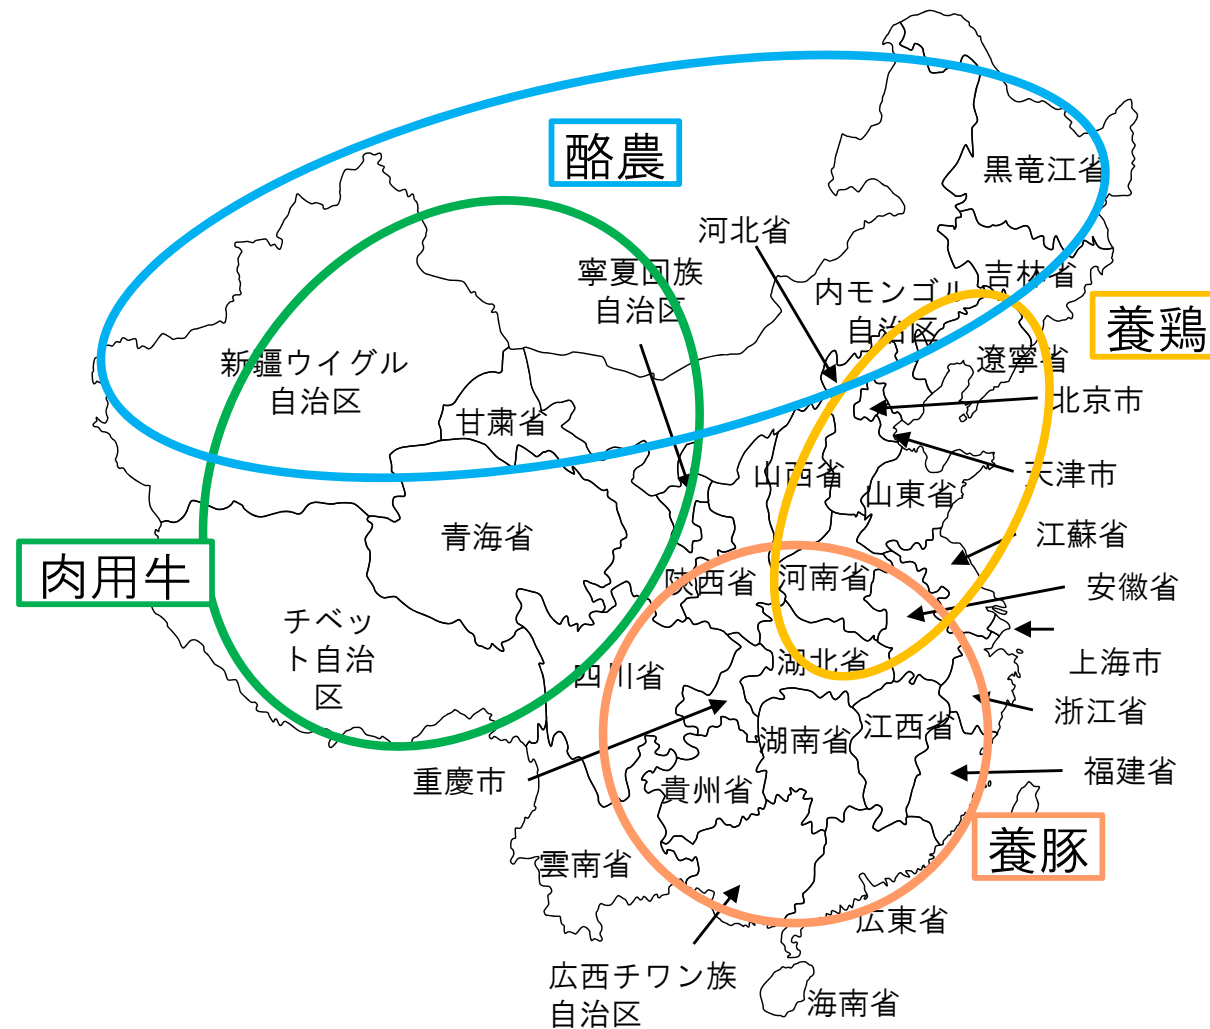 酪農
黒竜江省
河北省
寧夏回族
自治区
吉林省
内モンゴル
自治区
養鶏
新疆ウイグル
自治区
遼寧省
甘粛省
北京市
山西省
天津市
山東省
青海省
江蘇省
肉用牛
陝西省
河南省
安徽省
チベッ
ト自治
区
四川省
湖北省
上海市
浙江省
江西省
湖南省
重慶市
貴州省
福建省
養豚
雲南省
広東省
広西チワン族
自治区
海南省